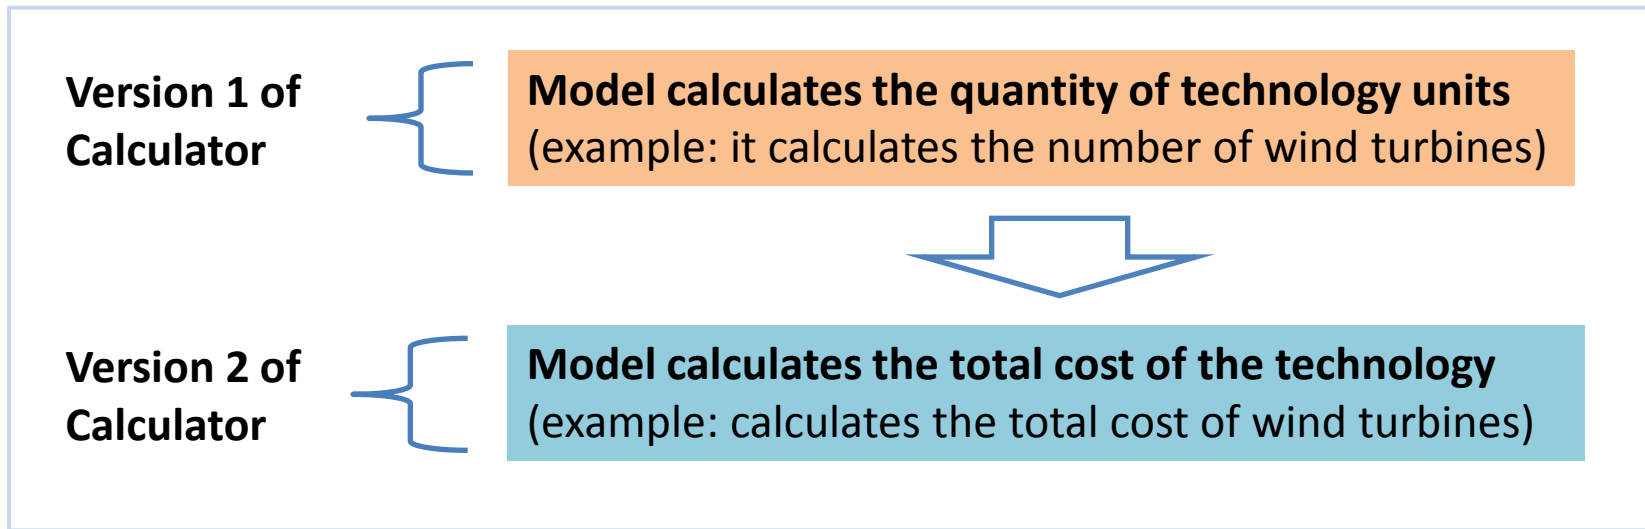 Version 1 of
Calculator
Model calculates the quantity of technology units
(example: it calculates the number of wind turbines)
Version 2 of
Calculator
Model calculates the total cost of the technology
(example: calculates the total cost of wind turbines)